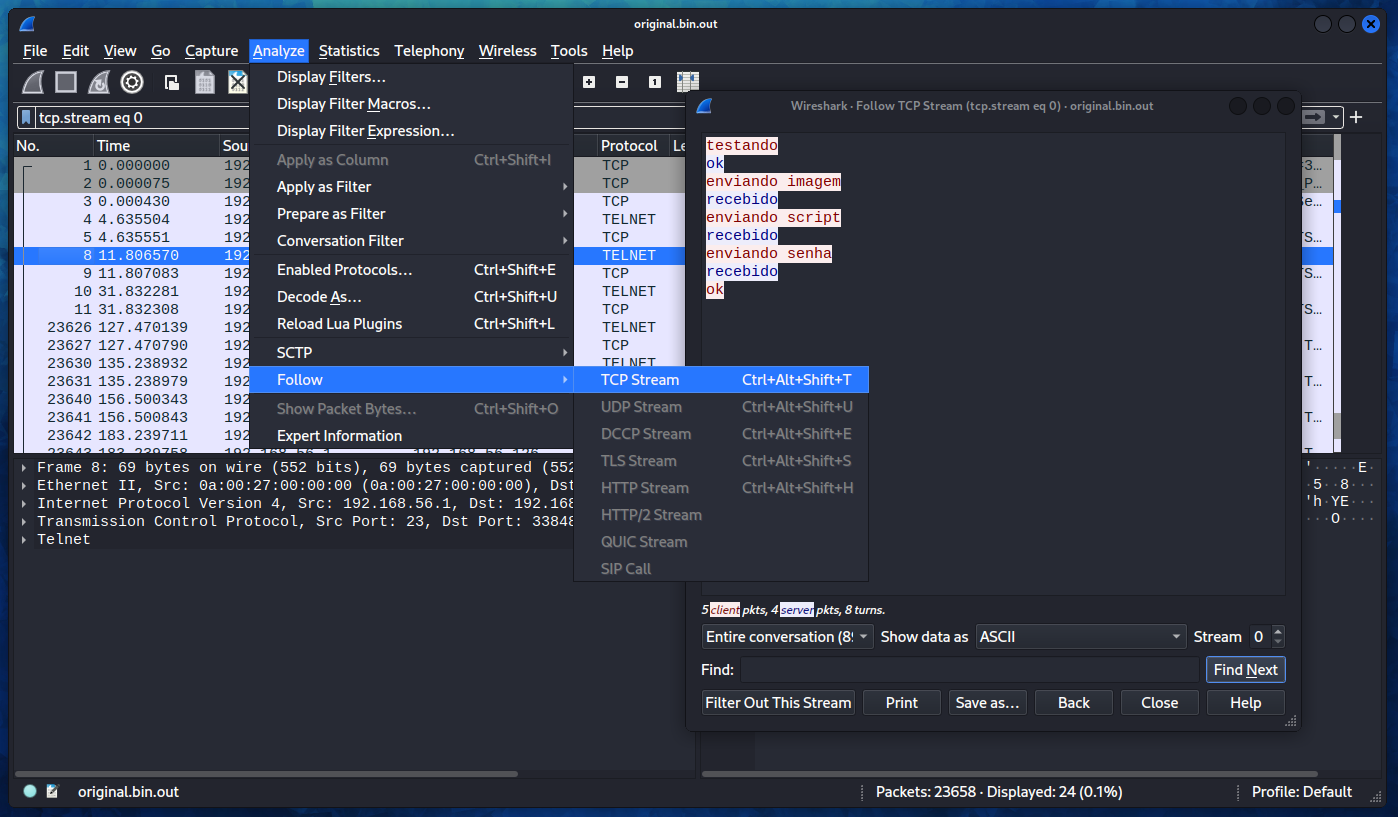 original.bin.out
File Edit View Go Capture Analyze Statistics Telephony Wireless Tools Help
tcp.stream eq 0
No. Time Sou Protocol Le
1 0.000000 192 TCP
2 0.000075 192 TCP
3 0.000430 192 TCP
4 4.635504 192 TELNET
5 4.635551 192 TCP
8 11.806570 192 TELNET
9 11.807083 192 TCP
10 31.832281 192 TELNET
11 31.832308 192 TCP
23626 127.470139 192 TELNET
23627 127.470790 192 TCP
23630 135.238932 192 TELNET
23631 135.238979 192
23640 156.500343 192
23641 156.500843 192
23642 183.239711 192
23643 183.239758 192.168.56.1 192.168.56.126
Display Filters…
Display Filter Macros…
Display Filter Expression…
Apply as Column Ctrl+Shift+I
Apply as Filter
Prepare as Filter
Conversation Filter
Enabled Protocols… Ctrl+Shift+E
Decode As… Ctrl+Shift+U
Reload Lua Plugins Ctrl+Shift+L
SCTP
Follow
Show Packet Bytes… Ctrl+Shift+O
Expert Information
TCP Stream Ctrl+Alt+Shift+T
UDP Stream Ctrl+Alt+Shift+U
DCCP Stream Ctrl+Alt+Shift+E
TLS Stream Ctrl+Alt+Shift+S
HTTP Stream Ctrl+Alt+Shift+H
HTTP/2 Stream
QUIC Stream
SIP Call
Wireshark · Follow TCP Stream (tcp.stream eq 0) · original.bin.out
testando
ok
enviando imagem
recebido
enviando script
recebido
enviando senha
recebido
ok
5 client pkts, 4 server pkts, 8 turns.
Entire conversation (89 Show data as ASCII Stream 0
Find: Find Next
Filter Out This Stream Print Save as… Back Close Help
Frame 8: 69 bytes on wire (552 bits), 69 bytes captured (552
Ethernet II, Src: 0a:00:27:00:00:00 (0a:00:27:00:00:00), Dst
Internet Protocol Version 4, Src: 192.168.56.1, Dst: 192.168
Transmission Control Protocol, Src Port: 23, Dst Port: 33848
Telnet
'·····E
·5··8···
'h·YE···
···O····
original.bin.out
Packets: 23658 · Displayed: 24 (0.1%)
Profile: Default